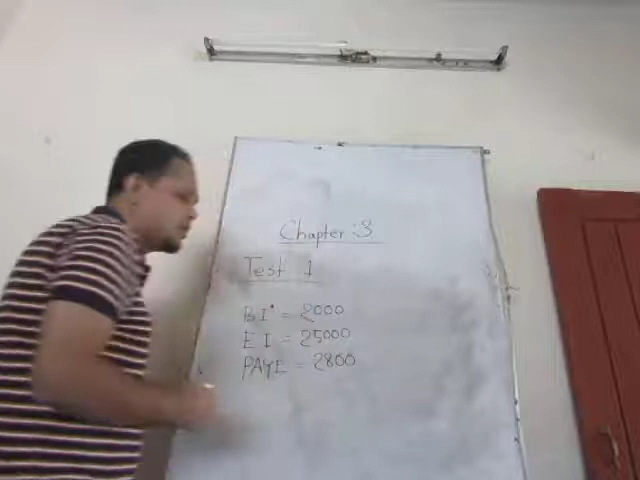 Chapter :3
Test 1
BI = 2000
EI = 25000
PAYE = 2800